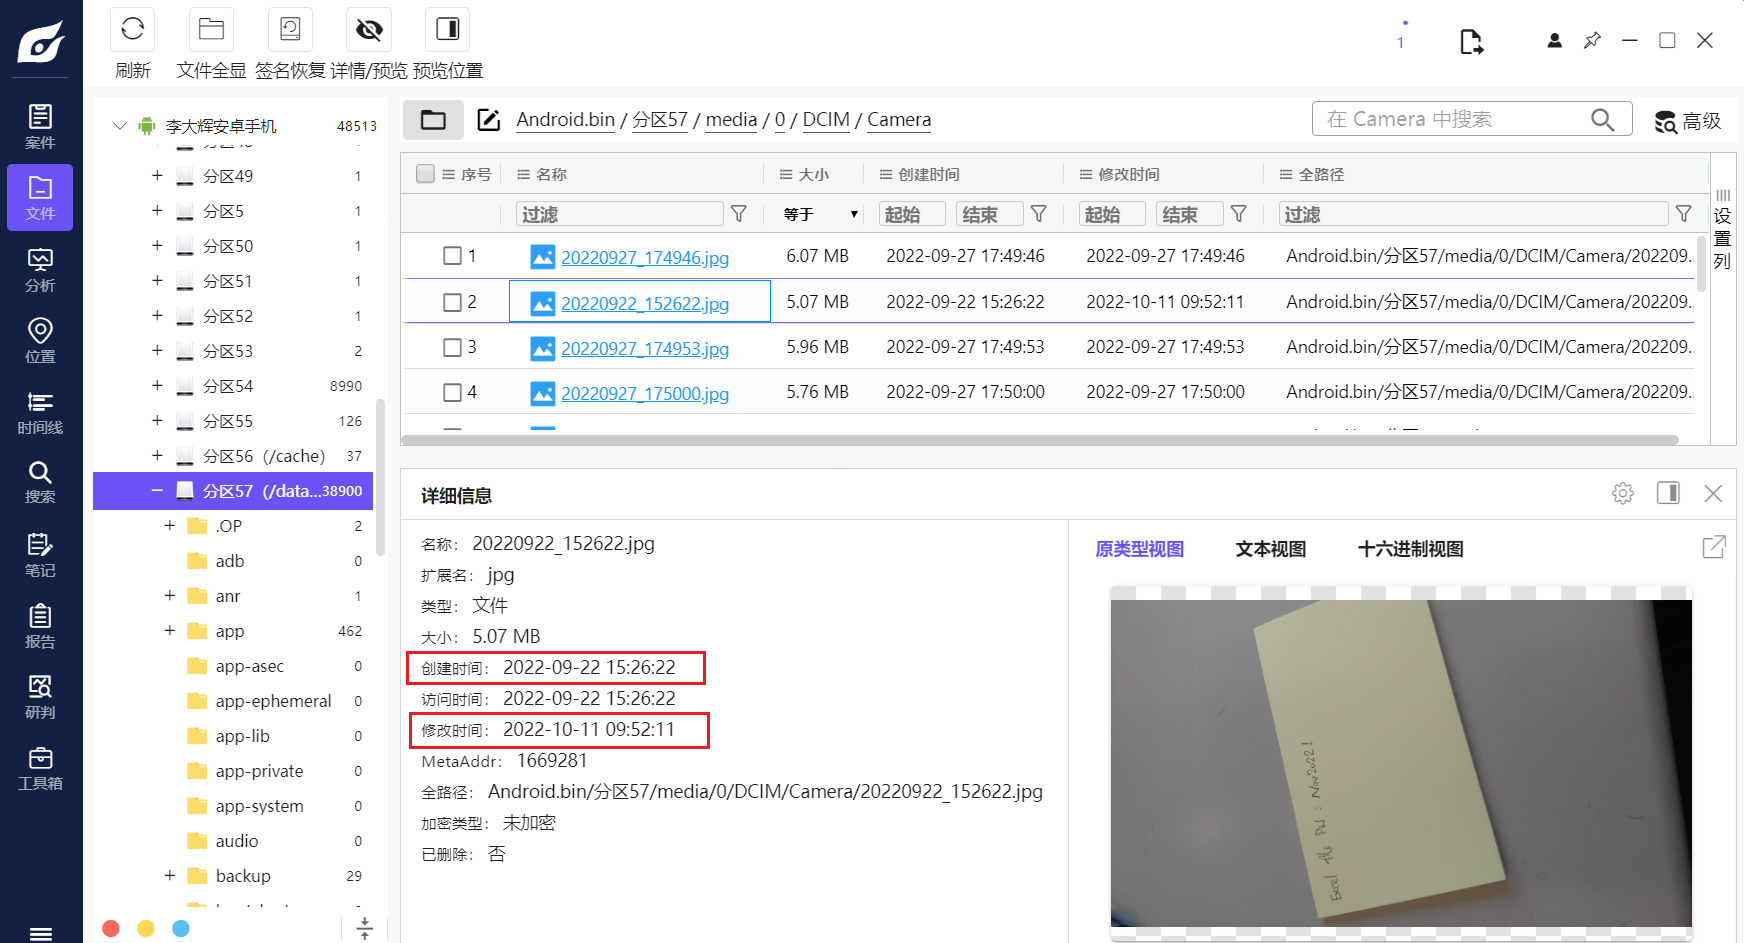 刷新
文件全显
签名恢复
详情/预览
预览位置
1
案件
文件
分析
位置
时间线
搜索
笔记
报告
研判
工具箱
李大辉安卓手机 48513
分区49 1
分区5 1
分区50 1
分区51 1
分区52 1
分区53 2
分区54 8990
分区55 126
分区56（/cache） 37
分区57（/data...38900
.OP 2
adb 0
anr 1
app 462
app-asec 0
app-ephemeral 0
app-lib 0
app-private 0
app-system 0
audio 0
backup 29
Android.bin / 分区57 / media / 0 / DCIM / Camera
在 Camera 中搜索
高级
序号 名称 大小 创建时间 修改时间 全路径
过滤 等于 起始 结束 起始 结束 过滤
1 20220927_174946.jpg 6.07 MB 2022-09-27 17:49:46 2022-09-27 17:49:46 Android.bin/分区57/media/0/DCIM/Camera/202209..
2 20220922_152622.jpg 5.07 MB 2022-09-22 15:26:22 2022-10-11 09:52:11 Android.bin/分区57/media/0/DCIM/Camera/202209..
3 20220927_174953.jpg 5.96 MB 2022-09-27 17:49:53 2022-09-27 17:49:53 Android.bin/分区57/media/0/DCIM/Camera/202209..
4 20220927_175000.jpg 5.76 MB 2022-09-27 17:50:00 2022-09-27 17:50:00 Android.bin/分区57/media/0/DCIM/Camera/202209..
设置列
详细信息
名称： 20220922_152622.jpg
扩展名： jpg
类型： 文件
大小： 5.07 MB
创建时间： 2022-09-22 15:26:22
访问时间： 2022-09-22 15:26:22
修改时间： 2022-10-11 09:52:11
MetaAddr： 1669281
全路径： Android.bin/分区57/media/0/DCIM/Camera/20220922_152622.jpg
加密类型： 未加密
已删除： 否
原类型视图
文本视图
十六进制视图
Excel file PW : Nov2022!